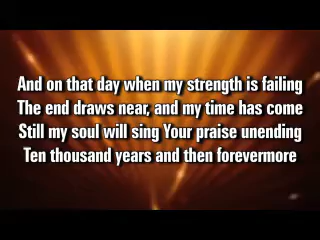 And on that day when my strength is failing
The end draws near, and my time has come
Still my soul will sing Your praise unending
Ten thousand years and then forevermore